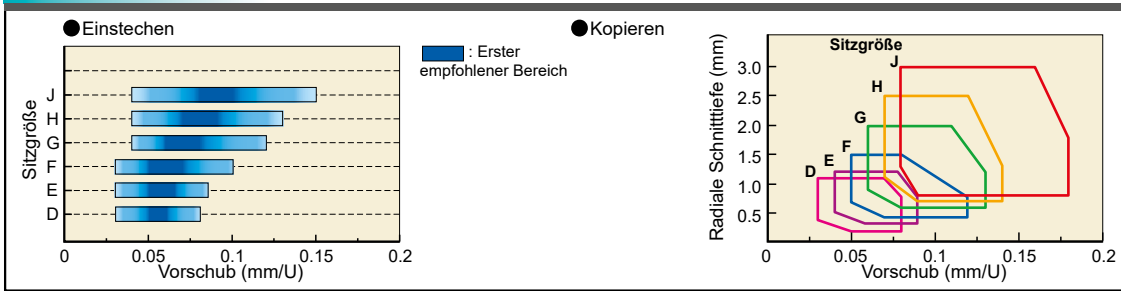 ●Einstechen
: Erster
empfohlener Bereich
Sitzgröße
J
H
G
F
E
D
0
0.05
0.1
0.15
0.2
Vorschub (mm/U)
●Kopieren
Radiale Schnitttiefe (mm)
Sitzgröße
3.0
2.5
2.0
1.5
1.0
0.5
J
H
G
F
E
D
0
0.05
0.1
0.15
0.2
Vorschub (mm/U)